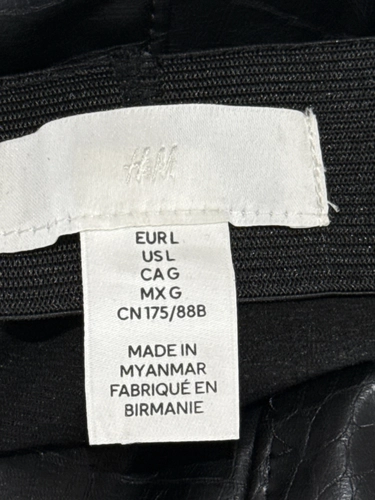 H&M
EUR L
US L
CA G
MX G
CN 175/88B
MADE IN
MYANMAR
FABRIQUÉ EN
BIRMANIE